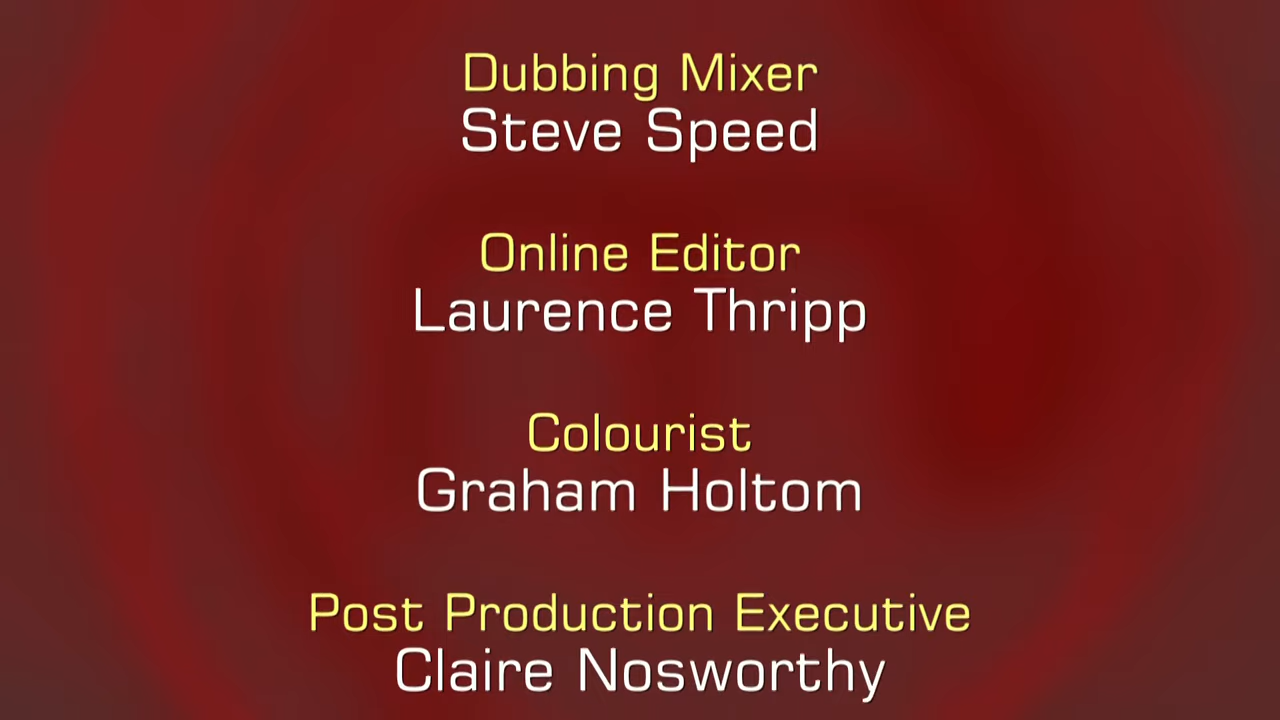 Dubbing Mixer
Steve Speed
Online Editor
Laurence Thripp
Colourist
Graham Holtom
Post Production Executive
Claire Nosworthy